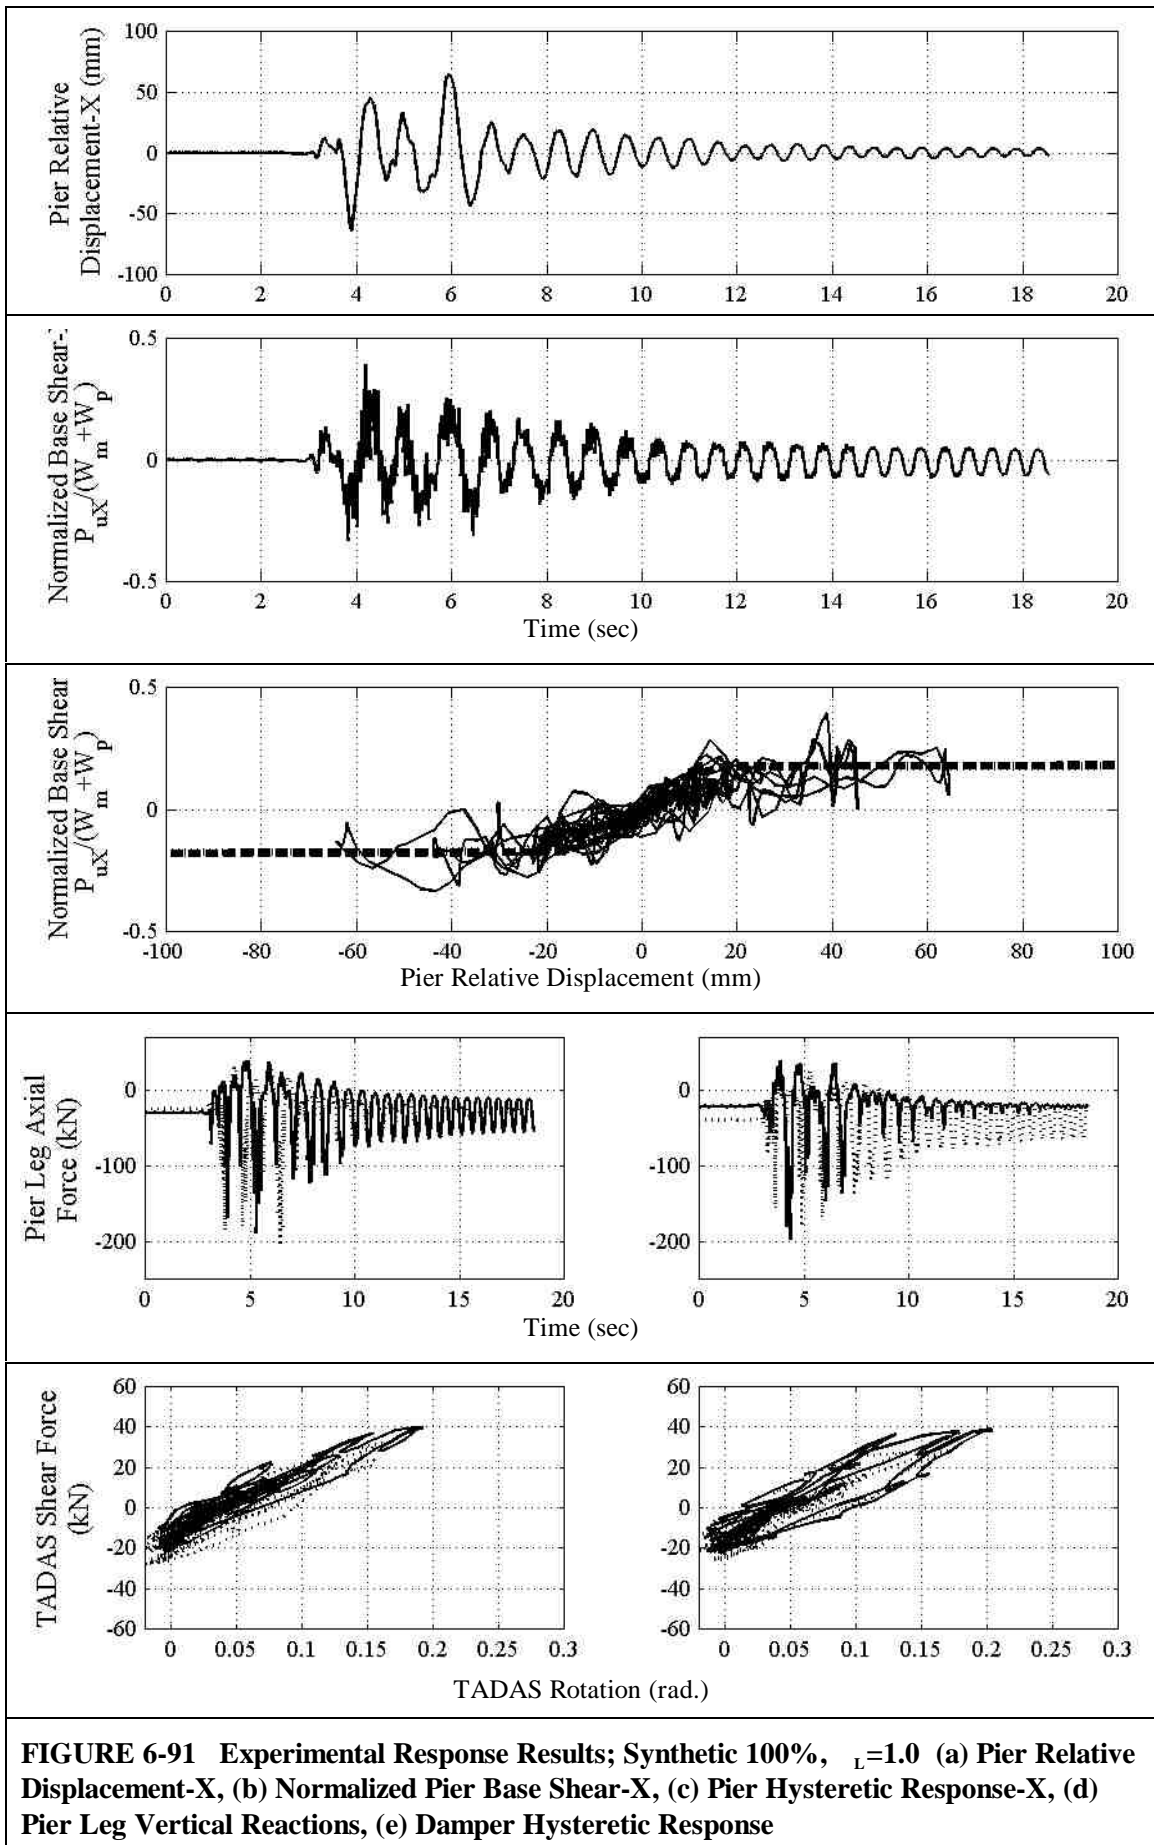 Pier Relative
Displacement-X (mm)
100
50
0
-50
-100
0 2 4 6 8 10 12 14 16 18 20
Normalized Base Shear-
P_uX/(W_m+W_p)
0.5
0
-0.5
0 2 4 6 8 10 12 14 16 18 20
Time (sec)
Normalized Base Shear
P_uX/(W_m+W_p)
0.5
0
-0.5
-100 -80 -60 -40 -20 0 20 40 60 80 100
Pier Relative Displacement (mm)
Pier Leg Axial
Force (kN)
0
-100
-200
0 5 10 15 20
0
-100
-200
0 5 10 15 20
Time (sec)
TADAS Shear Force
(kN)
60
40
20
0
-20
-40
-60
0 0.05 0.1 0.15 0.2 0.25 0.3
60
40
20
0
-20
-40
-60
0 0.05 0.1 0.15 0.2 0.25 0.3
TADAS Rotation (rad.)
FIGURE 6-91 Experimental Response Results; Synthetic 100%, _L=1.0 (a) Pier Relative
Displacement-X, (b) Normalized Pier Base Shear-X, (c) Pier Hysteretic Response-X, (d)
Pier Leg Vertical Reactions, (e) Damper Hysteretic Response